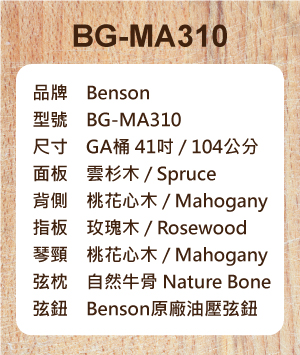 BG-MA310
品牌 Benson
型號 BG-MA310
尺寸 GA桶 41吋 / 104公分
面板 雲杉木 / Spruce
背側 桃花心木 / Mahogany
指板 玫瑰木 / Rosewood
琴頸 桃花心木 / Mahogany
弦枕 自然牛骨 Nature Bone
弦鈕 Benson原廠油壓弦鈕